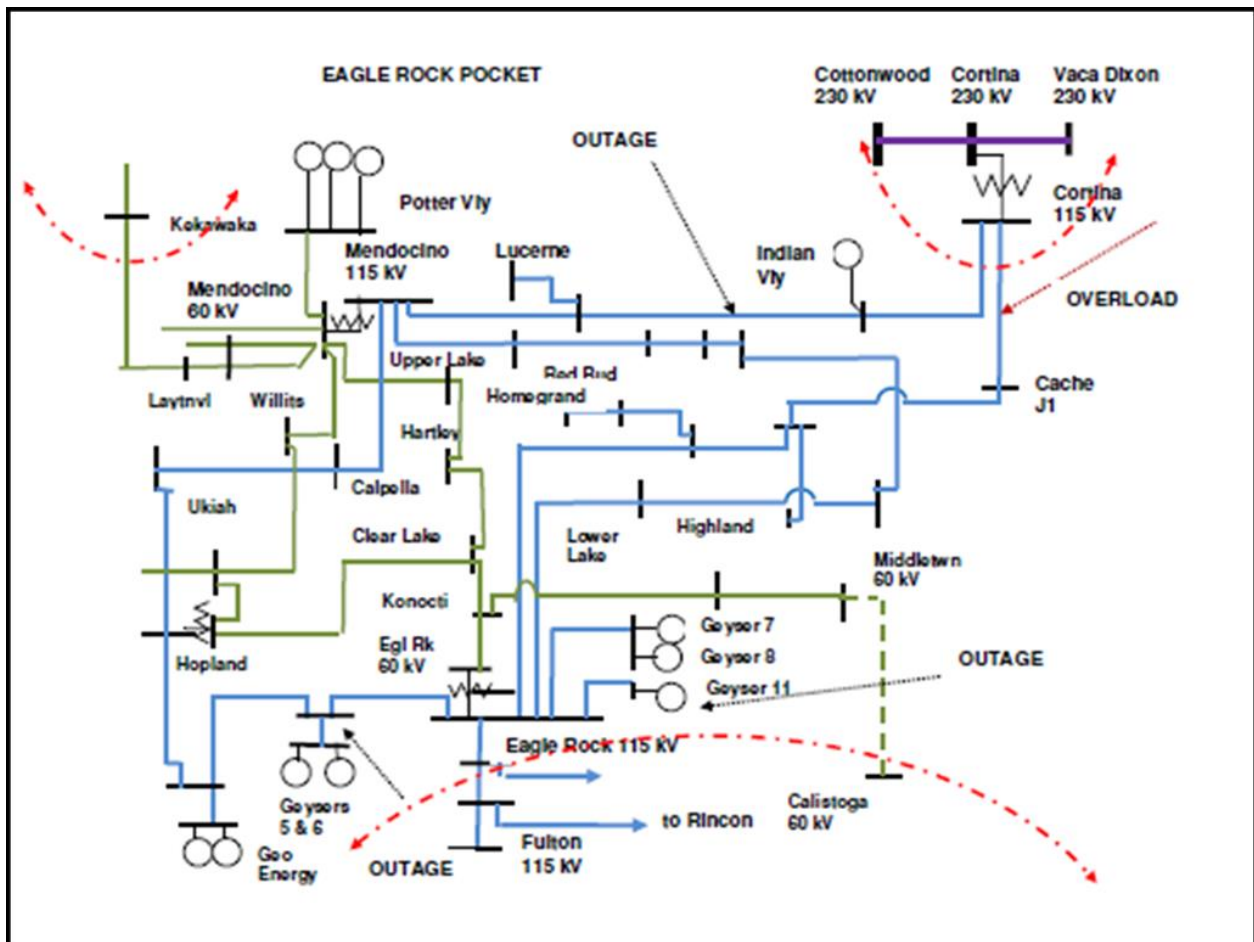 EAGLE ROCK POCKET
Cottonwood
230 kV
Cortina
230 kV
Vaca Dixon
230 kV
OUTAGE
Cortina
115 kV
Kekawaka
Potter Vly
Mendocino
115 kV
Lucerne
Indian
Vly
OVERLOAD
Mendocino
60 kV
Upper Lake
Red Bud
Homegrand
Cache
J1
Laytnvl
Willits
Hartley
Ukiah
Calpella
Highland
Clear Lake
Lower
Lake
Middletwn
60 kV
Konocti
Geyser 7
Geyser 8
Geyser 11
Hopland
Egl Rk
60 kV
OUTAGE
Eagle Rock 115 kV
Geysers
5 & 6
Calistoga
60 kV
to Rincon
Fulton
115 kV
Geo
Energy
OUTAGE